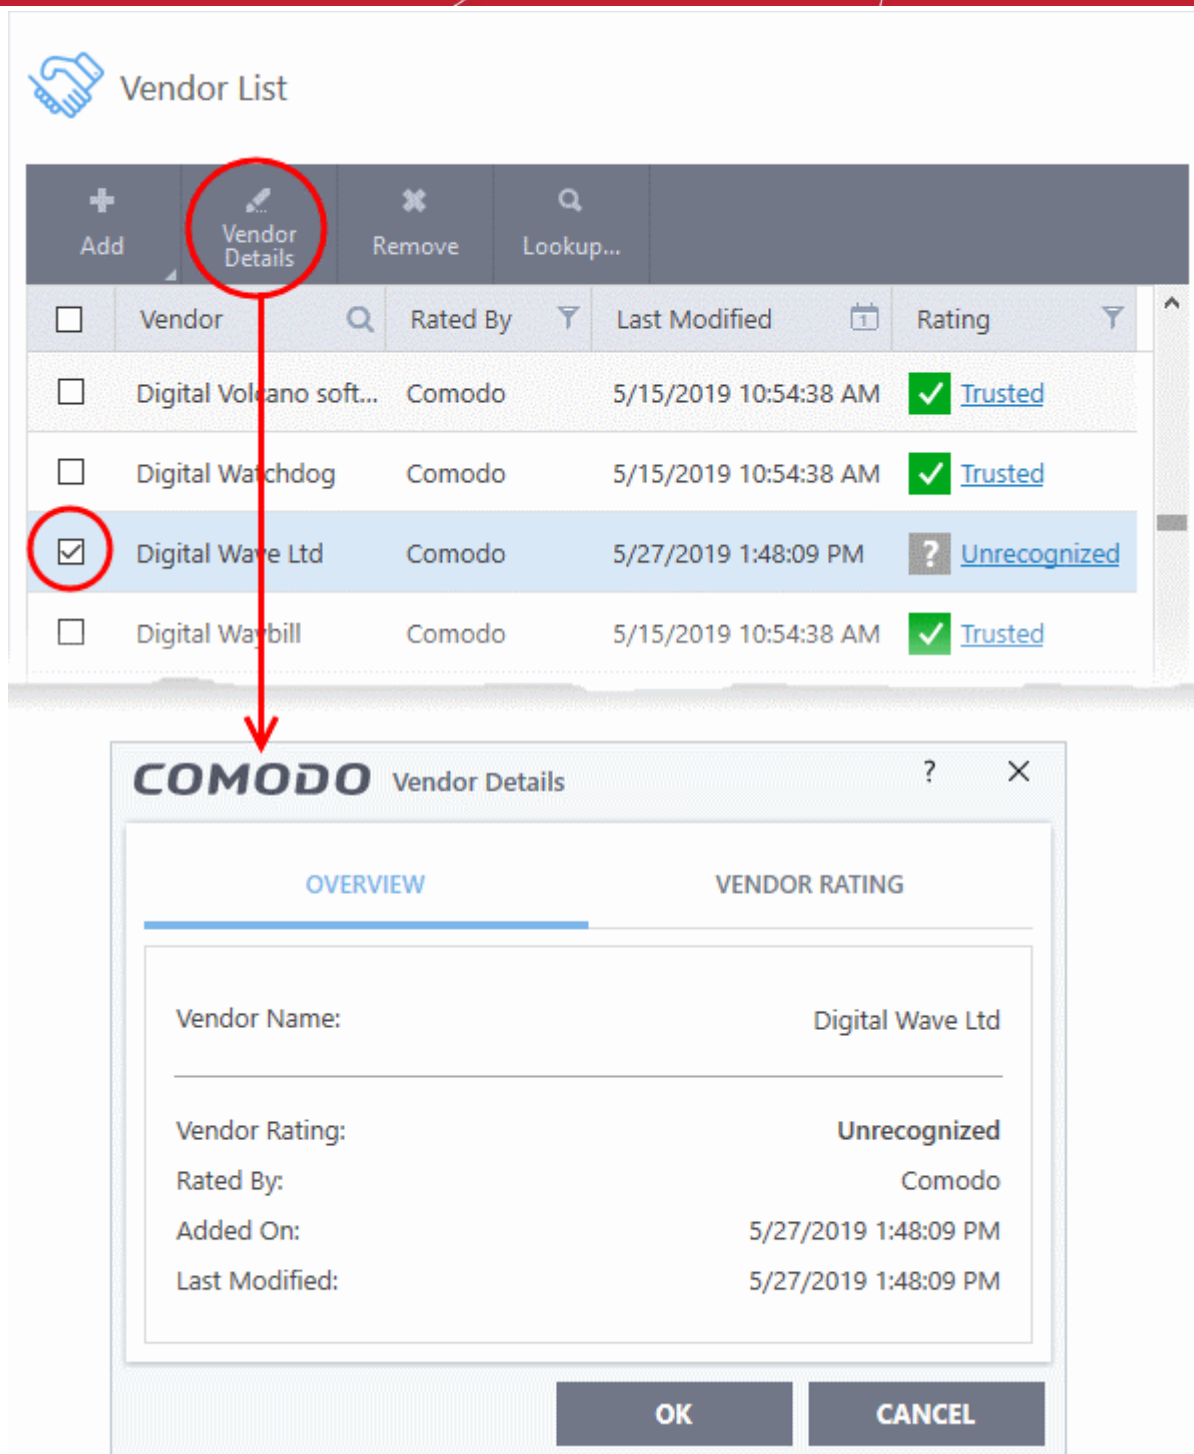 Vendor List
Add
Vendor
Details
Remove
Lookup...
Vendor Rated By Last Modified 1 Rating
Digital Volcano soft... Comodo 5/15/2019 10:54:38 AM Trusted
Digital Watchdog Comodo 5/15/2019 10:54:38 AM Trusted
Digital Wave Ltd Comodo 5/27/2019 1:48:09 PM ? Unrecognized
Digital Waybill Comodo 5/15/2019 10:54:38 AM Trusted
COMODO Vendor Details ?
OVERVIEW VENDOR RATING
Vendor Name: Digital Wave Ltd
Vendor Rating: Unrecognized
Rated By: Comodo
Added On: 5/27/2019 1:48:09 PM
Last Modified: 5/27/2019 1:48:09 PM
OK CANCEL